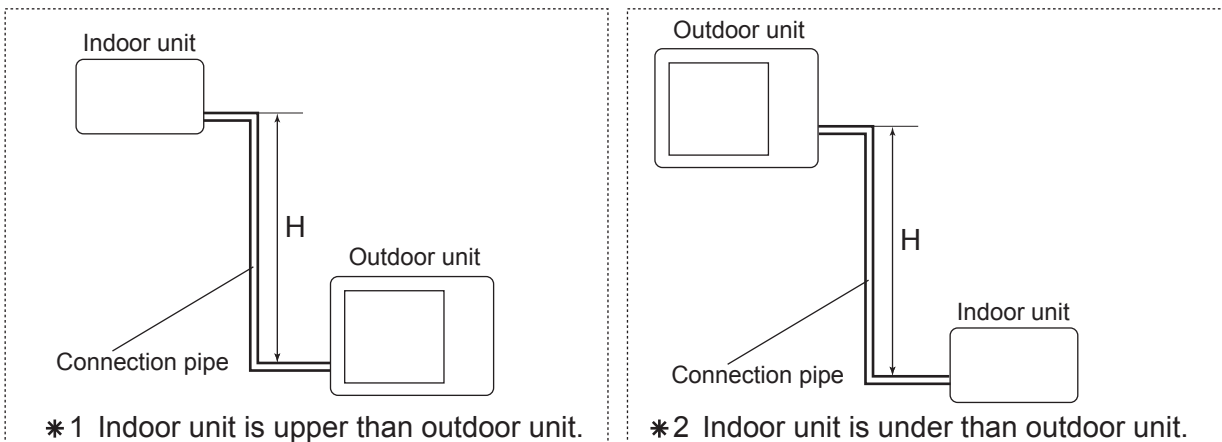 Indoor unit
H
Outdoor unit
Connection pipe
*1 Indoor unit is upper than outdoor unit.
Outdoor unit
H
Indoor unit
Connection pipe
*2 Indoor unit is under than outdoor unit.